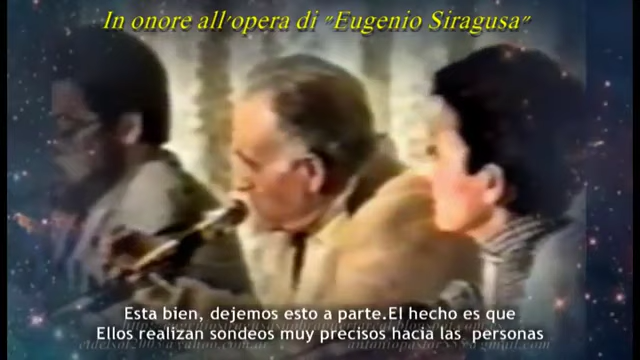 In onore all'opera di "Eugenio Siragusa"
Esta bien, dejemos esto a parte.El hecho es que
Ellos realizan sondeos muy precisos hacia las personas